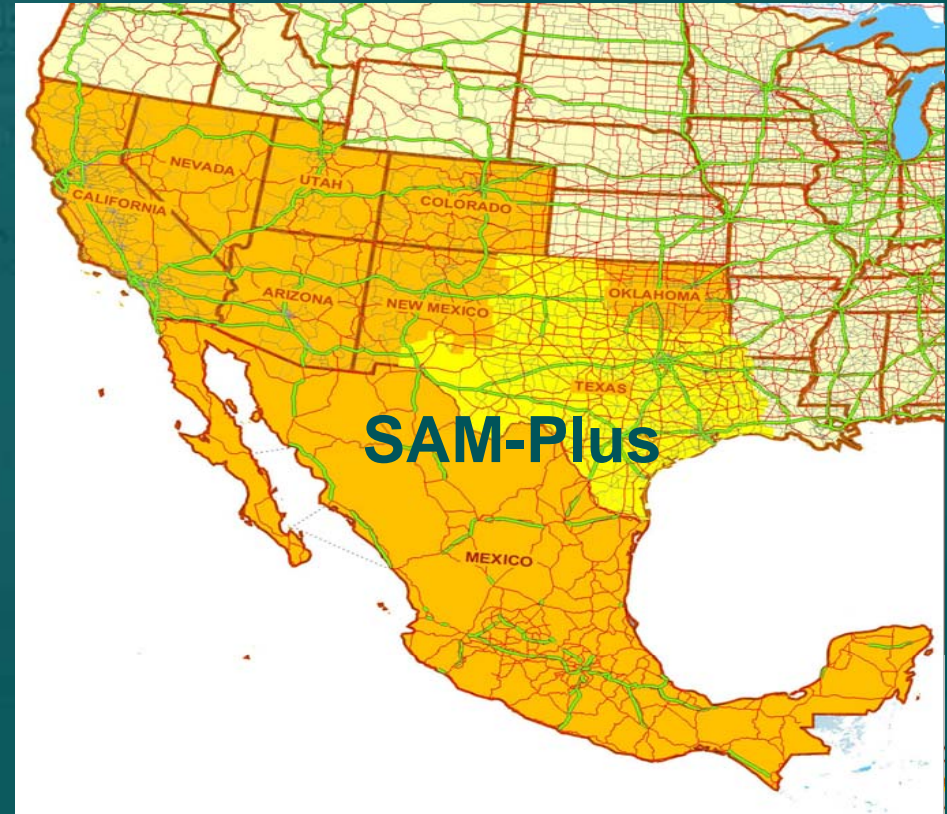 NEVADA
UTAH
CALIFORNIA
COLORADO
ARIZONA
NEW MEXICO
OKLAHOMA
TEXAS
SAM-Plus
MEXICO